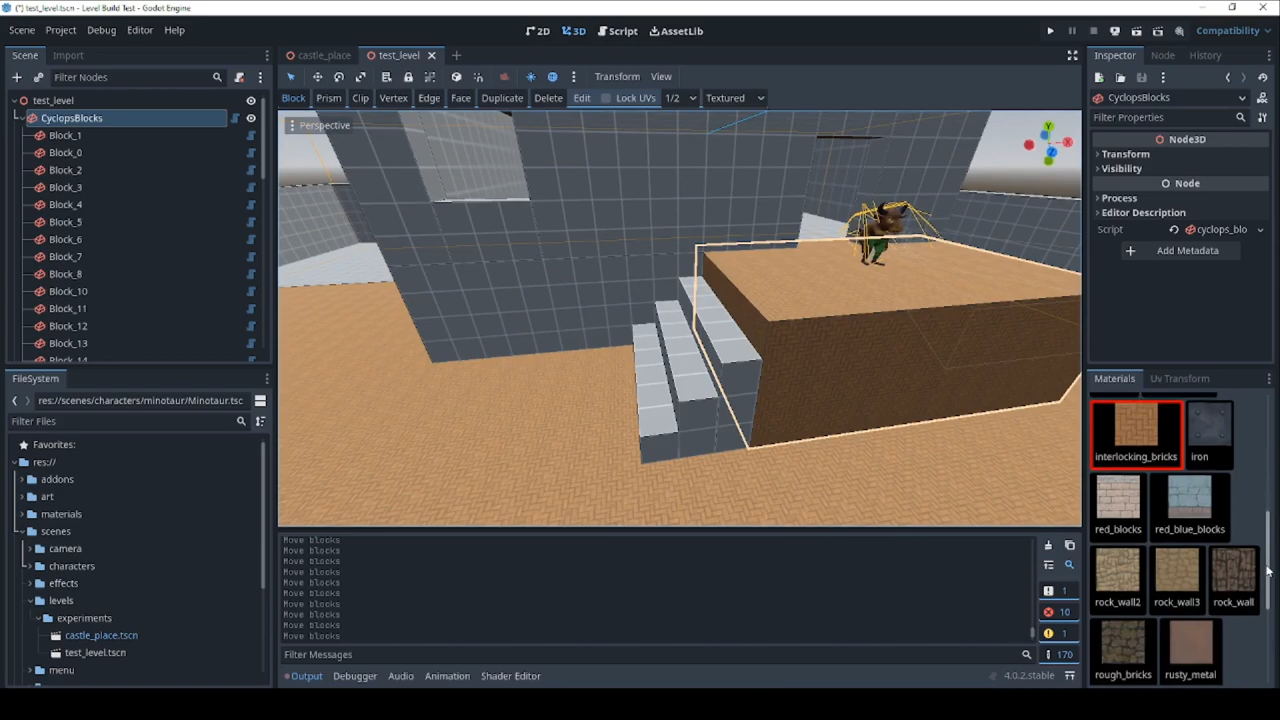 (*) test_level.tscn - Level Build Test - Godot Engine
Scene Project Debug Editor Help
2D 3D Script AssetLib
Compatibility
Scene Import
castle_place test_level
Inspector Node History
Filter Nodes
Transform View
Block Prism Clip Vertex Edge Face Duplicate Delete Edit Lock UVs 1/2 Textured
CyclopsBlocks
Filter Properties
test_level
CyclopsBlocks
Block_1
Block_0
Block_2
Block_3
Block_4
Block_5
Block_6
Block_7
Block_8
Block_10
Block_11
Block_12
Block_13
Block_14
Perspective
Y
X
Z
Node3D
Transform
Visibility
Node
Process
Editor Description
Script cyclops_blo
Add Metadata
FileSystem
res://scenes/characters/minotaur/Minotaur.tsc
Filter Files
Favorites:
res://
addons
art
materials
scenes
camera
characters
effects
levels
experiments
castle_place.tscn
test_level.tscn
menu
Move blocks
Move blocks
Move blocks
Move blocks
Move blocks
Move blocks
Move blocks
Move blocks
Move blocks
Move blocks
1
10
1
170
Filter Messages
Output Debugger Audio Animation Shader Editor
4.0.2.stable
Materials Uv Transform
interlocking_bricks iron
red_blocks red_blue_blocks
rock_wall2 rock_wall3 rock_wall
rough_bricks rusty_metal